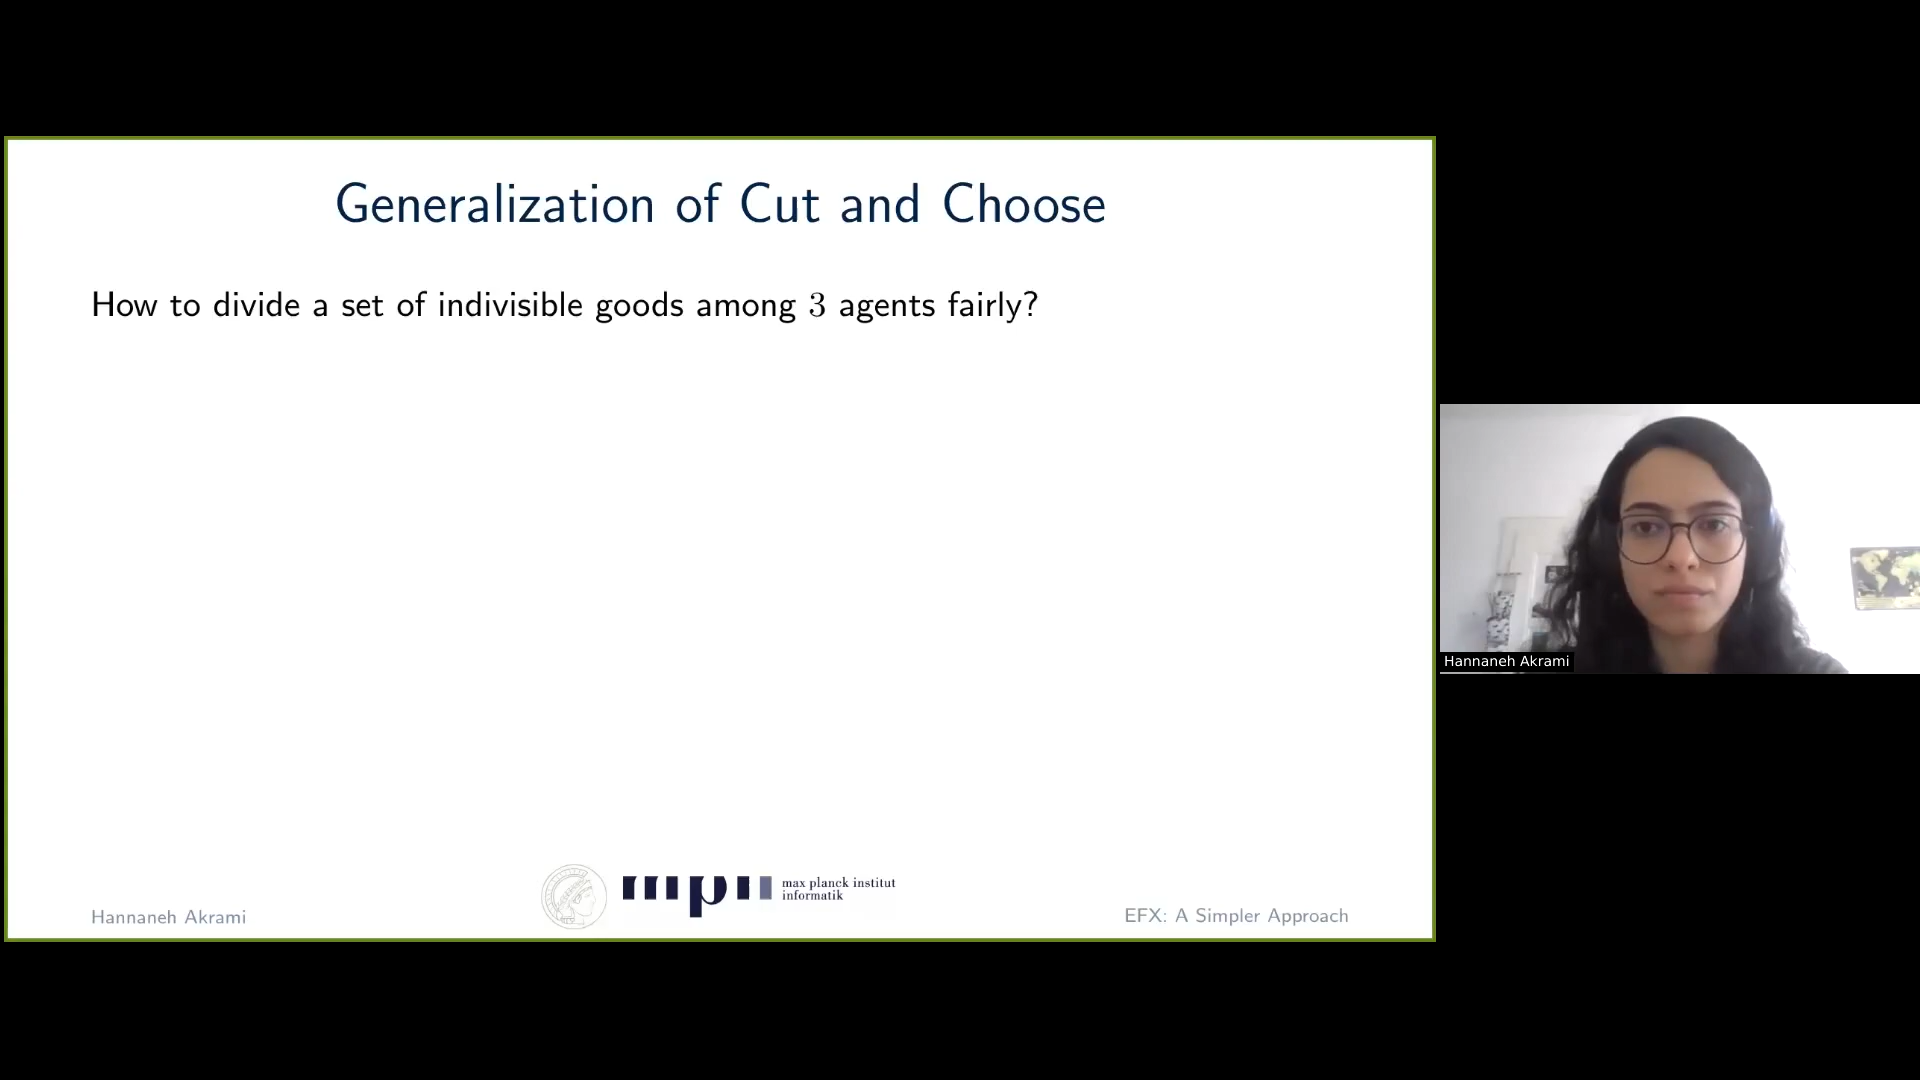 Generalization of Cut and Choose
How to divide a set of indivisible goods among 3 agents fairly?
Hannaneh Akrami
max planck institut
informatik
EFX: A Simpler Approach
Hannaneh Akrami